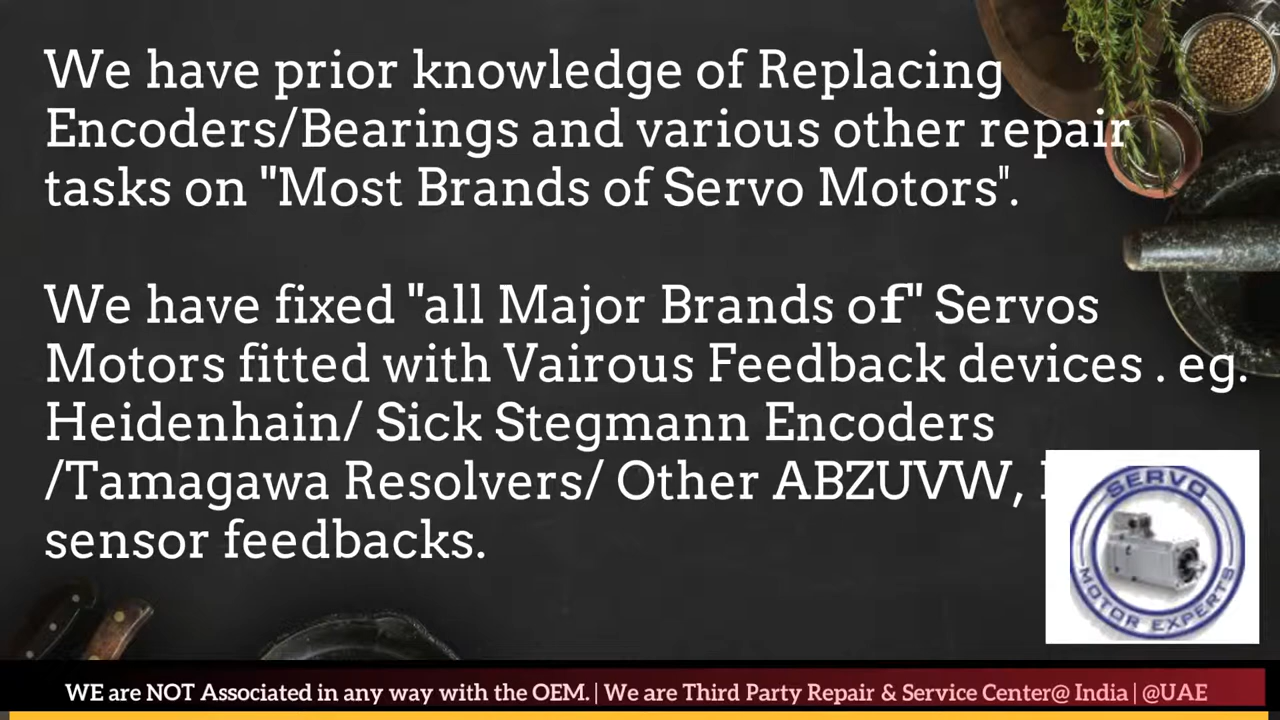 We have prior knowledge of Replacing
Encoders/Bearings and various other repair
tasks on "Most Brands of Servo Motors".
We have fixed "all Major Brands of" Servos
Motors fitted with Vairous Feedback devices . eg.
Heidenhain/ Sick Stegmann Encoders
/Tamagawa Resolvers/ Other ABZUVW,
sensor feedbacks.
SERVO
MOTOR EXPERTS
WE are NOT Associated in any way with the OEM. | We are Third Party Repair & Service Center@ India | @UAE